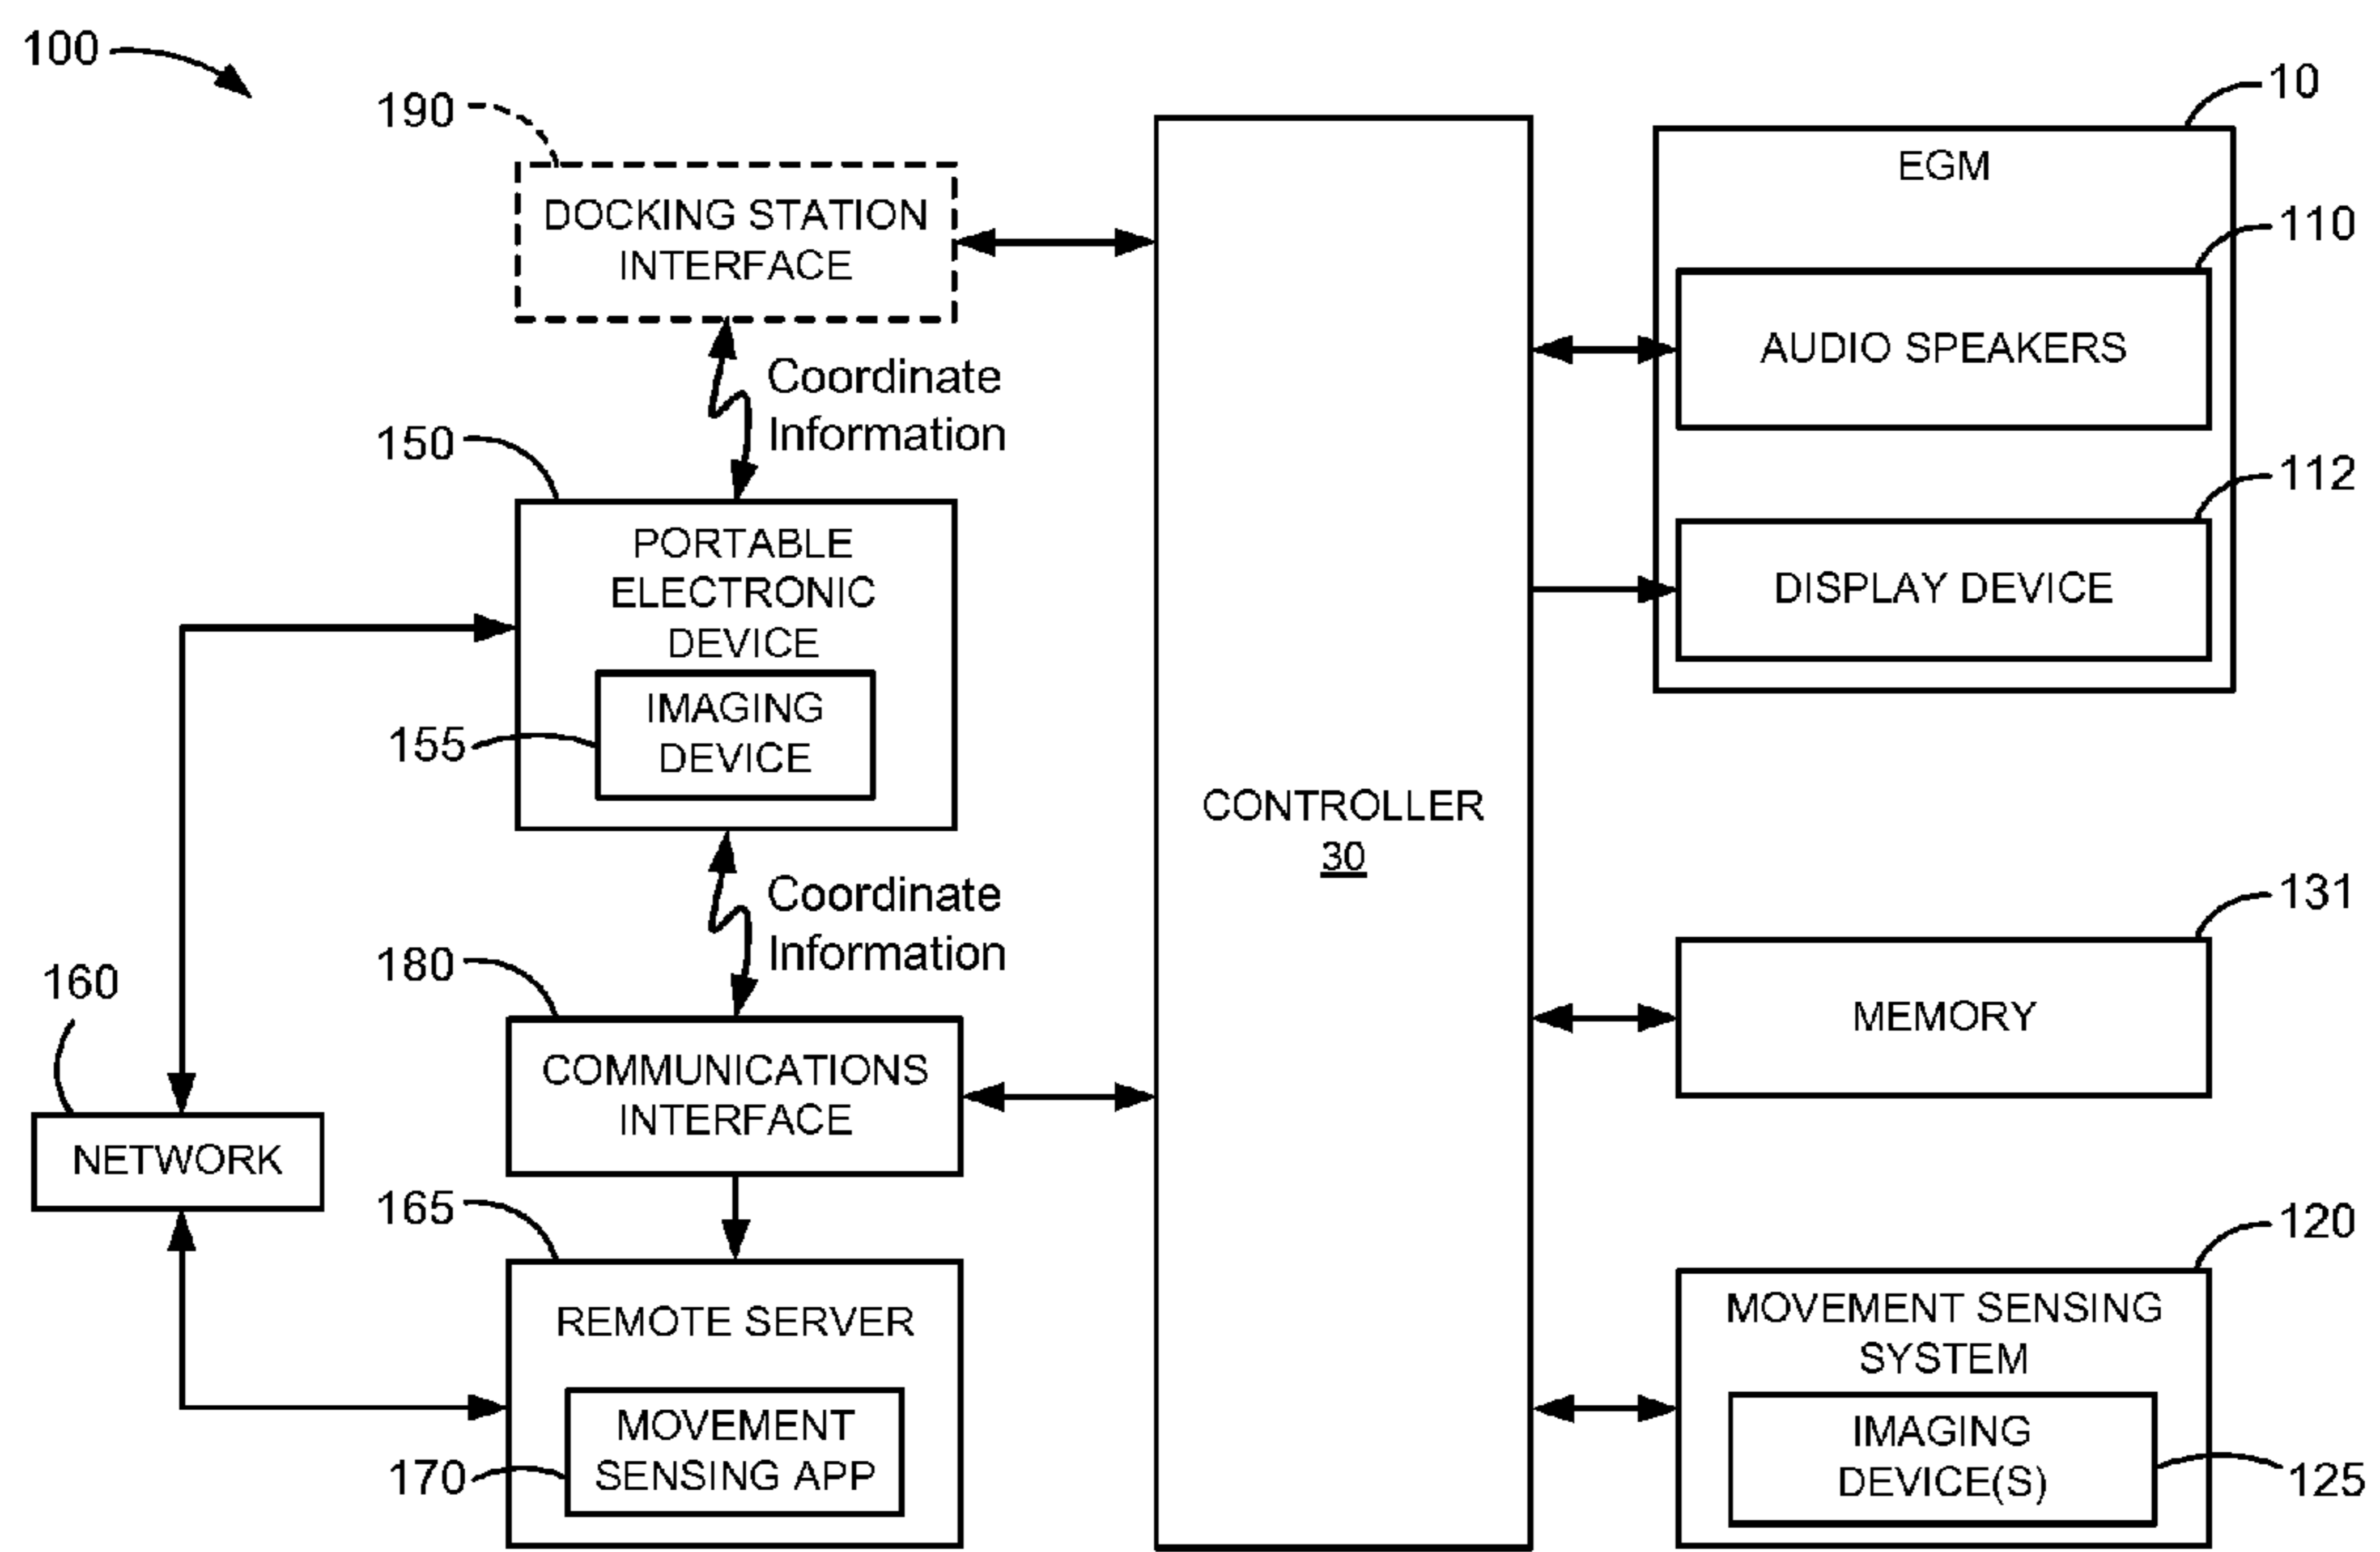 100
190
DOCKING STATION
INTERFACE
Coordinate
Information
150
PORTABLE
ELECTRONIC
DEVICE
IMAGING
DEVICE
155
Coordinate
Information
180
COMMUNICATIONS
INTERFACE
160
NETWORK
165
REMOTE SERVER
MOVEMENT
SENSING APP
170
CONTROLLER
30
10
EGM
110
AUDIO SPEAKERS
112
DISPLAY DEVICE
131
MEMORY
120
MOVEMENT SENSING
SYSTEM
IMAGING
DEVICE(S)
125